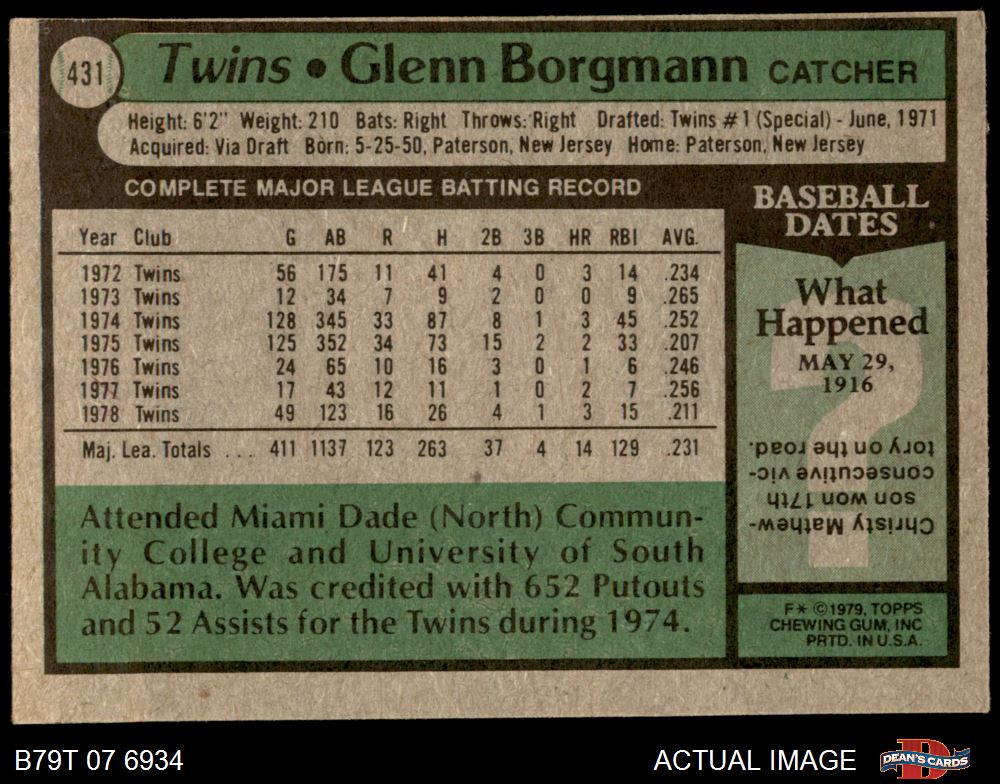 431
Twins • Glenn Borgmann CATCHER
Height: 6'2" Weight: 210 Bats: Right Throws: Right Drafted: Twins #1 (Special) - June, 1971
Acquired: Via Draft Born: 5-25-50, Paterson, New Jersey Home: Paterson, New Jersey
COMPLETE MAJOR LEAGUE BATTING RECORD
Year Club G AB R H 2B 3B HR RBI AVG.
1972 Twins 56 175 11 41 4 0 3 14 .234
1973 Twins 12 34 7 9 2 0 0 9 .265
1974 Twins 128 345 33 87 8 1 3 45 .252
1975 Twins 125 352 34 73 15 2 2 33 .207
1976 Twins 24 65 10 16 3 0 1 6 .246
1977 Twins 17 43 12 11 1 0 2 7 .256
1978 Twins 49 123 16 26 4 1 3 15 .211
Maj. Lea. Totals . . . 411 1137 123 263 37 4 14 129 .231
Attended Miami Dade (North) Commun-
ity College and University of South
Alabama. Was credited with 652 Putouts
and 52 Assists for the Twins during 1974.
BASEBALL
DATES
What
Happened
MAY 29,
1916
Christy Mathew-
son won 17th
consecutive vic-
tory on the road.
F* ©1979, TOPPS
CHEWING GUM, INC
PRTD. IN U.S.A.
B79T 07 6934
ACTUAL IMAGE
DEAN'S CARDS